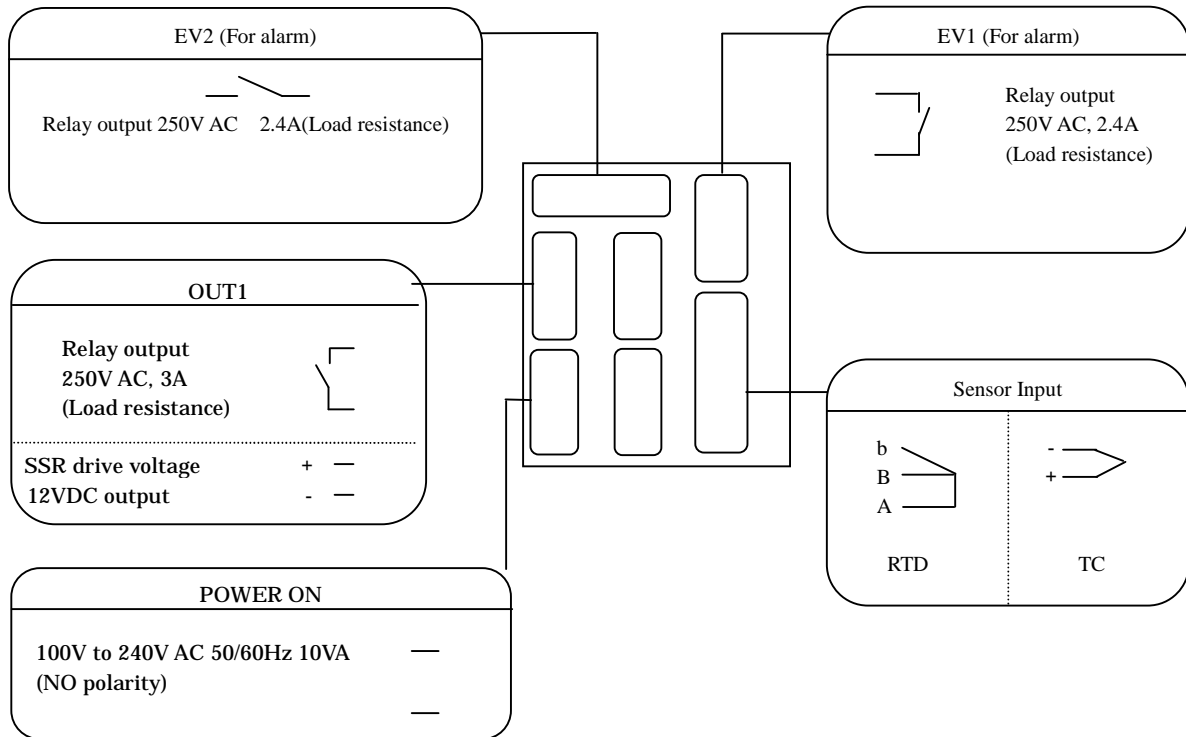 EV2 (For alarm)
Relay output 250V AC 2.4A(Load resistance)
EV1 (For alarm)
Relay output
250V AC, 2.4A
(Load resistance)
OUT1
Relay output
250V AC, 3A
(Load resistance)
SSR drive voltage +
12VDC output -
Sensor Input
b
B
A
RTD
-
+
TC
POWER ON
100V to 240V AC 50/60Hz 10VA
(NO polarity)